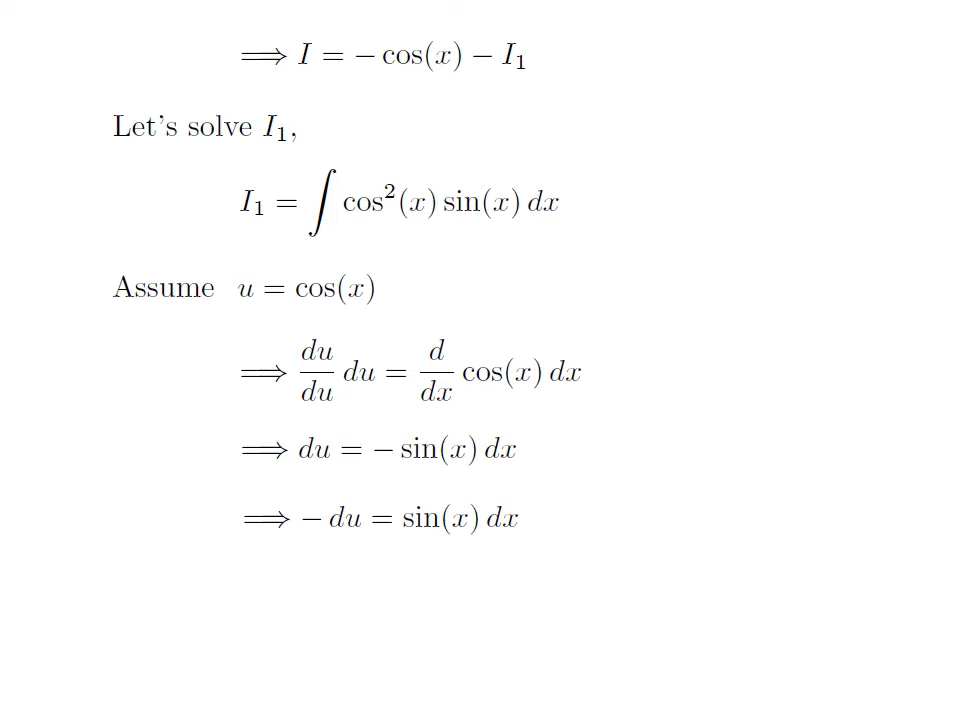 ⟹ I = − cos(x) − I₁
Let's solve I₁,
I₁ = ∫ cos²(x) sin(x) dx
Assume u = cos(x)
⟹ du/du du = d/dx cos(x) dx
⟹ du = − sin(x) dx
⟹ − du = sin(x) dx